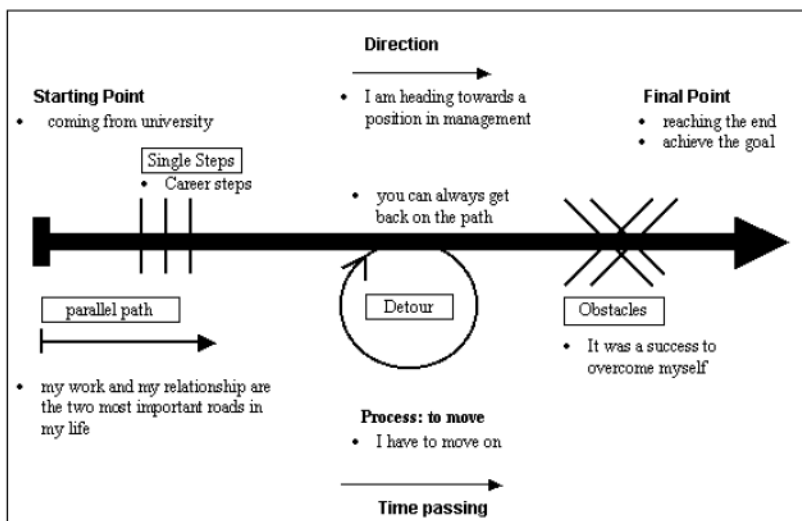 Direction
Starting Point
• coming from university
• I am heading towards a
position in management
Final Point
• reaching the end
• achieve the goal
Single Steps
• Career steps
• you can always get
back on the path
parallel path
Detour
Obstacles
• It was a success to
overcome myself
• my work and my relationship are
the two most important roads in
my life
Process: to move
• I have to move on
Time passing